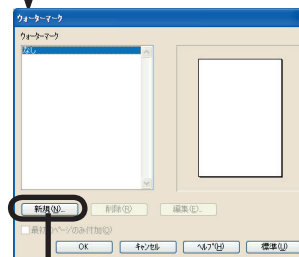 ウォーターマーク
ウォーターマーク
なし
新規(N)... 削除(R) 編集(E)...
最初のページのみ付加(O)
OK キャンセル ヘルプ(H) 標準(U)